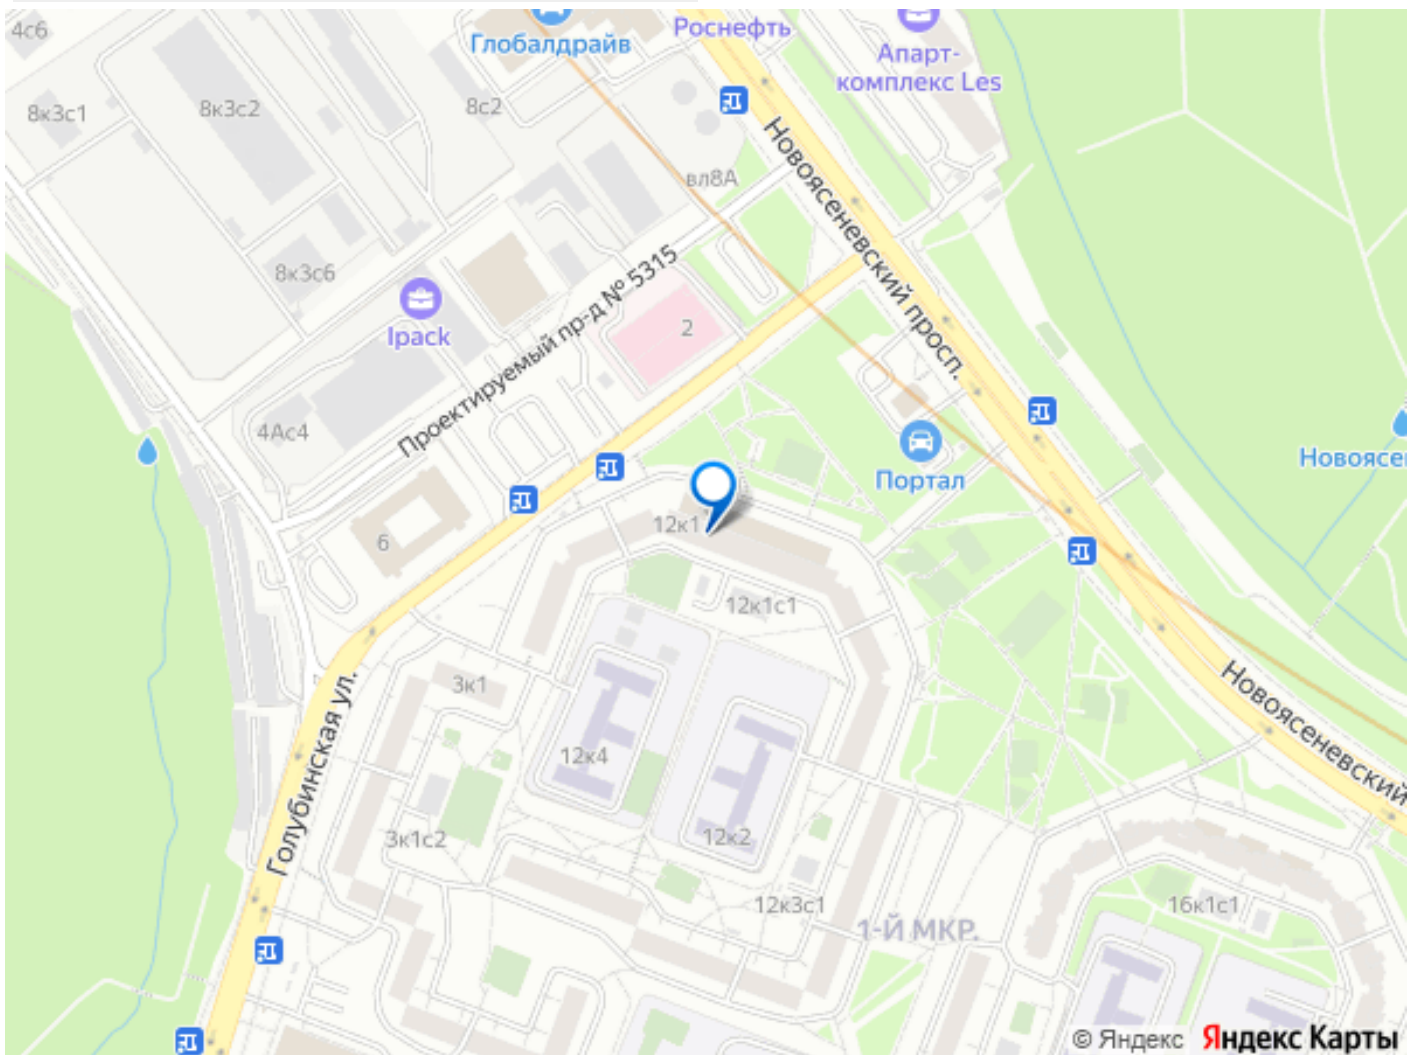 4с6
Глобалдрайв
Роснефть
Апарт-
комплекс Les
8к3с1
8к3с2
8с2
вл8А
Новоясеневский просп.
8к3с6
Ipack
Проектируемый пр-д № 5315
2
4Ас4
Портал
Новоясе
6
12к1
12к1с1
3к1
Голубинская ул.
Новоясеневский
12к4
3к1с2
12к2
12к3с1
1-Й МКР.
16к1с1
© Яндекс Яндекс Карты